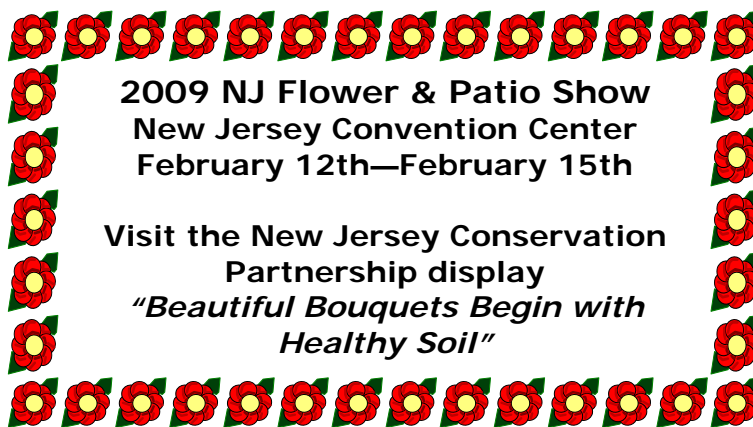 2009 NJ Flower & Patio Show
New Jersey Convention Center
February 12th—February 15th
Visit the New Jersey Conservation
Partnership display
“Beautiful Bouquets Begin with
Healthy Soil”